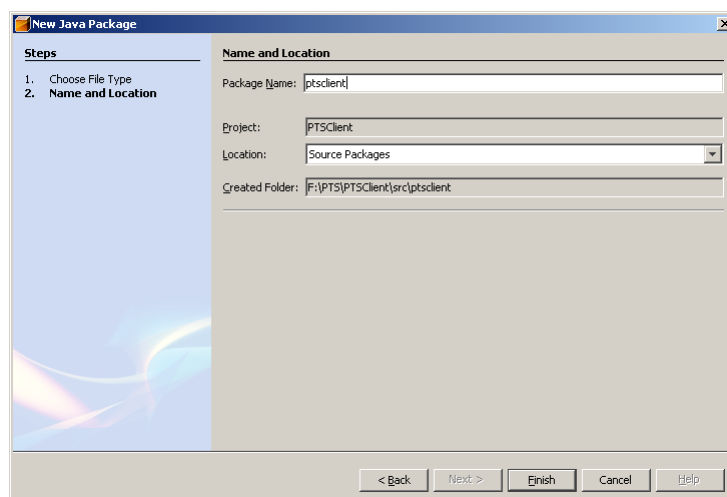 New Java Package
Steps
1. Choose File Type
2. Name and Location
Name and Location
Package Name: ptsclient
Project: PTSClient
Location: Source Packages
Created Folder: F:\PTS\PTSClient\src\ptsclient
< Back Next > Finish Cancel Help